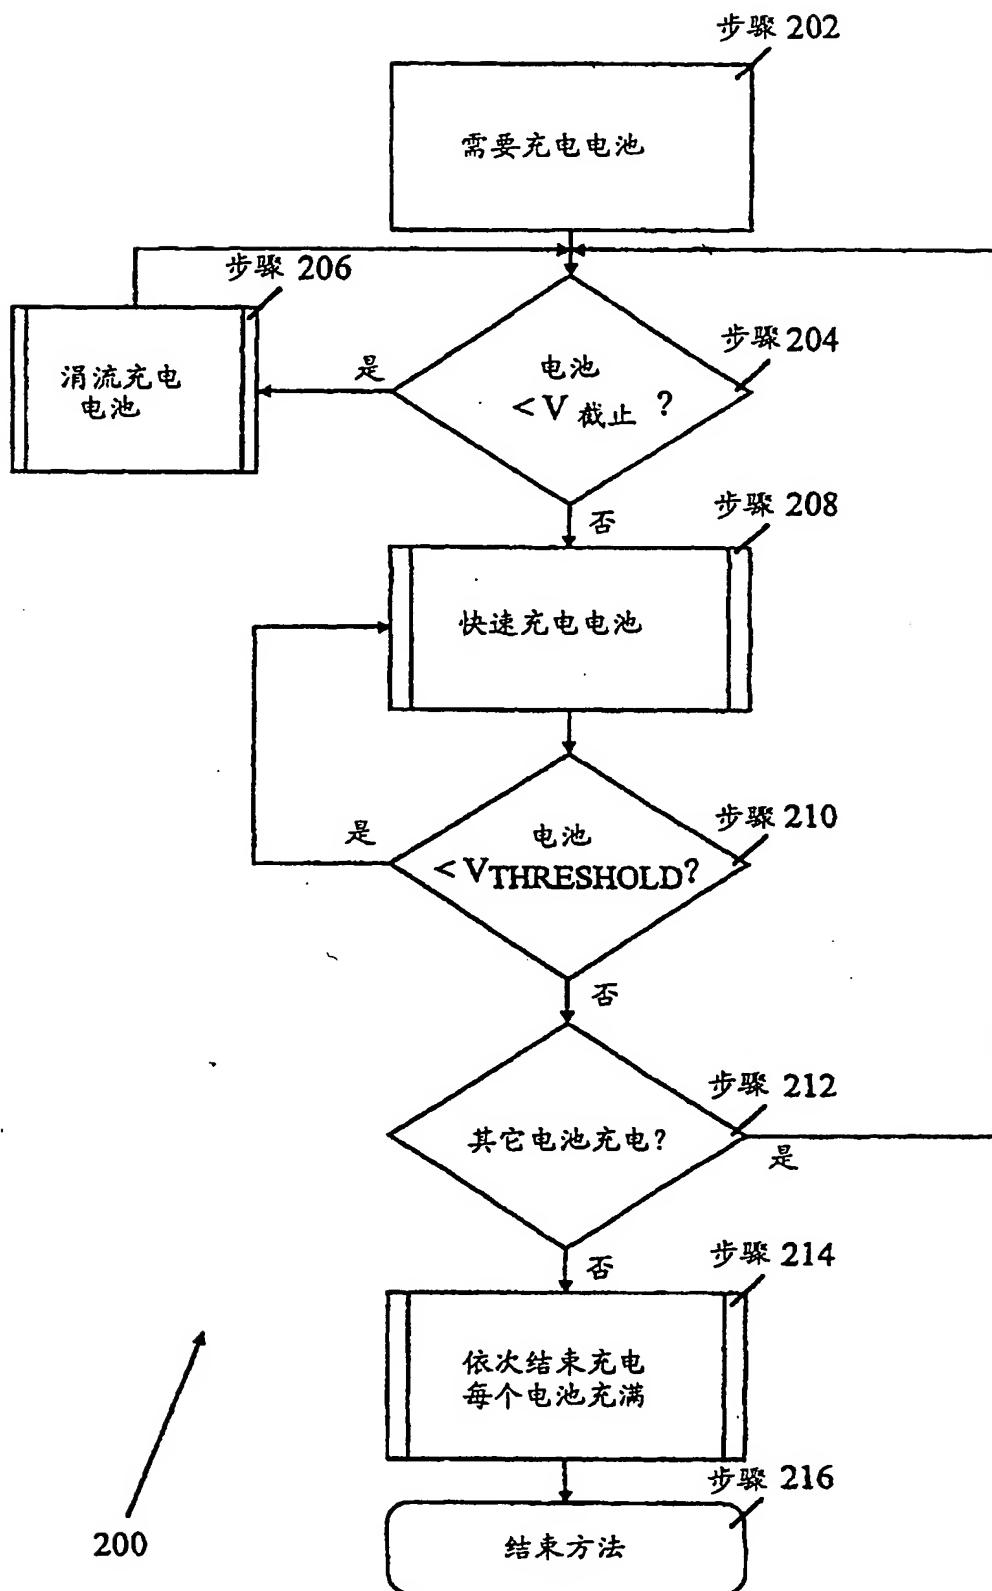 步骤 202
需要充电电池
步骤 206
涓流充电
电池
是
步骤 204
电池
<V 截止 ?
否
步骤 208
快速充电电池
步骤 210
是
电池
<VTHRESHOLD?
否
步骤 212
其它电池充电?
是
否
步骤 214
依次结束充电
每个电池充满
步骤 216
结束方法
200